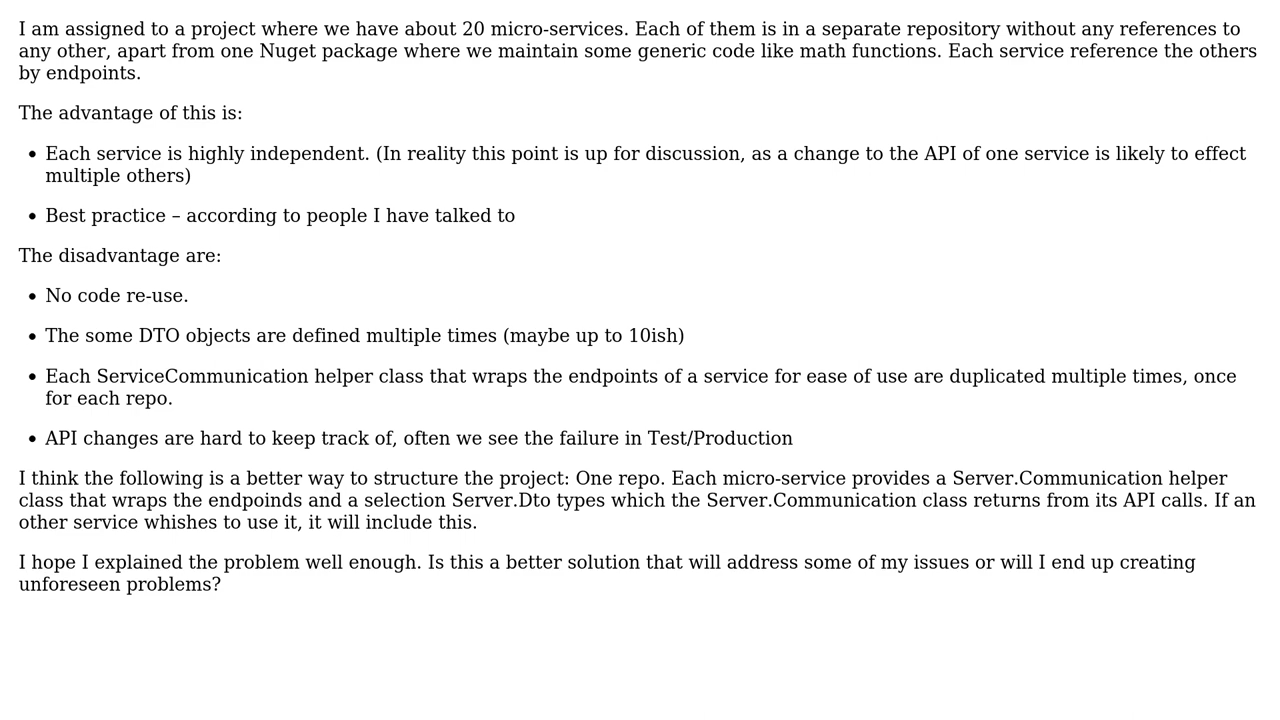 I am assigned to a project where we have about 20 micro-services. Each of them is in a separate repository without any references to
any other, apart from one Nuget package where we maintain some generic code like math functions. Each service reference the others
by endpoints.
The advantage of this is:
• Each service is highly independent. (In reality this point is up for discussion, as a change to the API of one service is likely to effect
multiple others)
• Best practice – according to people I have talked to
The disadvantage are:
• No code re-use.
• The some DTO objects are defined multiple times (maybe up to 10ish)
• Each ServiceCommunication helper class that wraps the endpoints of a service for ease of use are duplicated multiple times, once
for each repo.
• API changes are hard to keep track of, often we see the failure in Test/Production
I think the following is a better way to structure the project: One repo. Each micro-service provides a Server.Communication helper
class that wraps the endpoinds and a selection Server.Dto types which the Server.Communication class returns from its API calls. If an
other service whishes to use it, it will include this.
I hope I explained the problem well enough. Is this a better solution that will address some of my issues or will I end up creating
unforeseen problems?